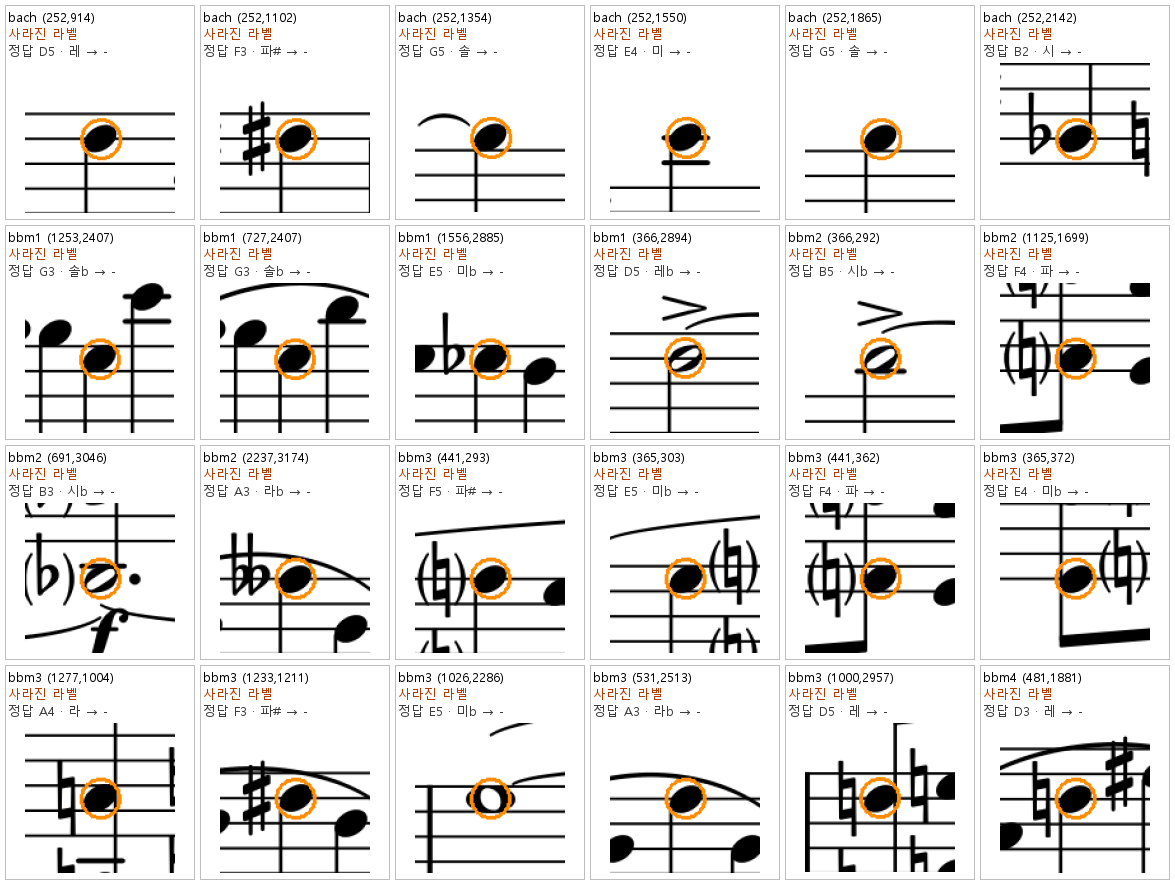 bach (252,914)
사라진 라벨
정답 D5 · 레 → -
bach (252,1102)
사라진 라벨
정답 F3 · 파# → -
bach (252,1354)
사라진 라벨
정답 G5 · 솔 → -
bach (252,1550)
사라진 라벨
정답 E4 · 미 → -
bach (252,1865)
사라진 라벨
정답 G5 · 솔 → -
bach (252,2142)
사라진 라벨
정답 B2 · 시 → -
bbm1 (1253,2407)
사라진 라벨
정답 G3 · 솔b → -
bbm1 (727,2407)
사라진 라벨
정답 G3 · 솔b → -
bbm1 (1556,2885)
사라진 라벨
정답 E5 · 미b → -
bbm1 (366,2894)
사라진 라벨
정답 D5 · 레b → -
bbm2 (366,292)
사라진 라벨
정답 B5 · 시b → -
bbm2 (1125,1699)
사라진 라벨
정답 F4 · 파 → -
bbm2 (691,3046)
사라진 라벨
정답 B3 · 시b → -
f
bbm2 (2237,3174)
사라진 라벨
정답 A3 · 라b → -
bbm3 (441,293)
사라진 라벨
정답 F5 · 파# → -
bbm3 (365,303)
사라진 라벨
정답 E5 · 미b → -
bbm3 (441,362)
사라진 라벨
정답 F4 · 파 → -
bbm3 (365,372)
사라진 라벨
정답 E4 · 미b → -
bbm3 (1277,1004)
사라진 라벨
정답 A4 · 라 → -
bbm3 (1233,1211)
사라진 라벨
정답 F3 · 파# → -
bbm3 (1026,2286)
사라진 라벨
정답 E5 · 미b → -
bbm3 (531,2513)
사라진 라벨
정답 A3 · 라b → -
bbm3 (1000,2957)
사라진 라벨
정답 D5 · 레 → -
bbm4 (481,1881)
사라진 라벨
정답 D3 · 레 → -